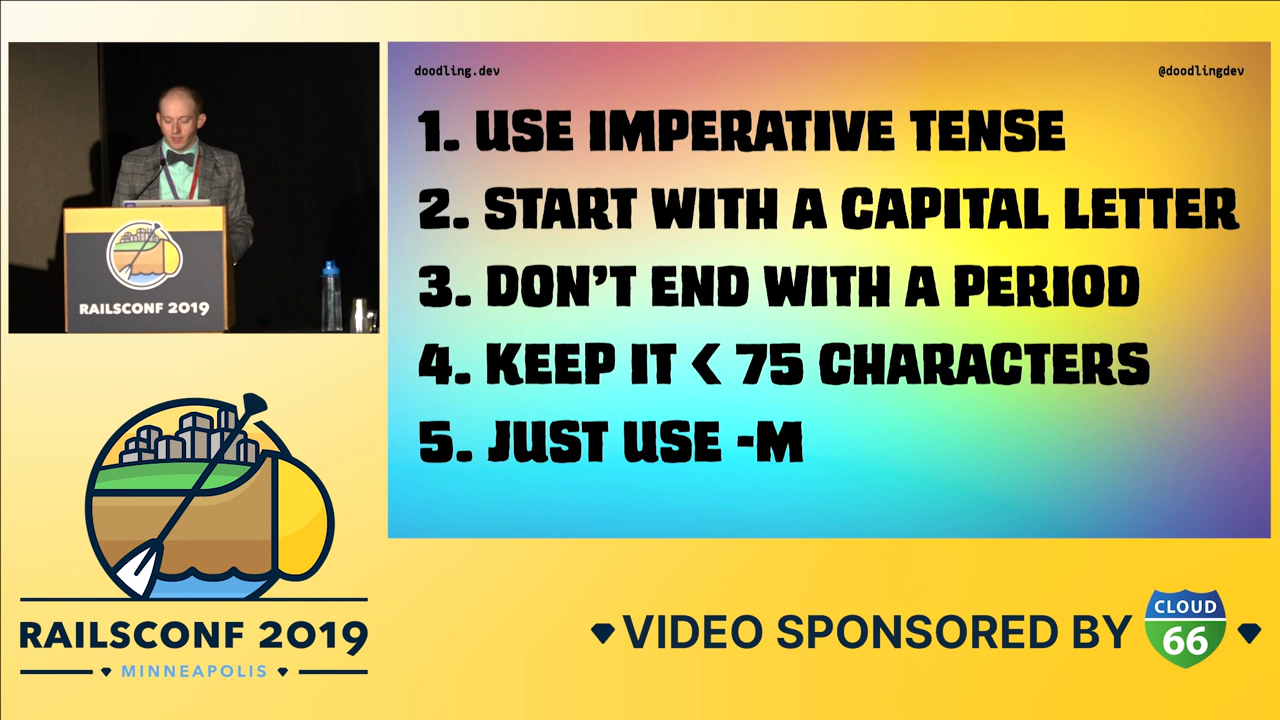 doodling.dev
@doodlingdev
1. USE IMPERATIVE TENSE
2. START WITH A CAPITAL LETTER
3. DON'T END WITH A PERIOD
4. KEEP IT < 75 CHARACTERS
5. JUST USE -M
RAILSCONF 2019
RAILSCONF 2019
MINNEAPOLIS
VIDEO SPONSORED BY
CLOUD
66